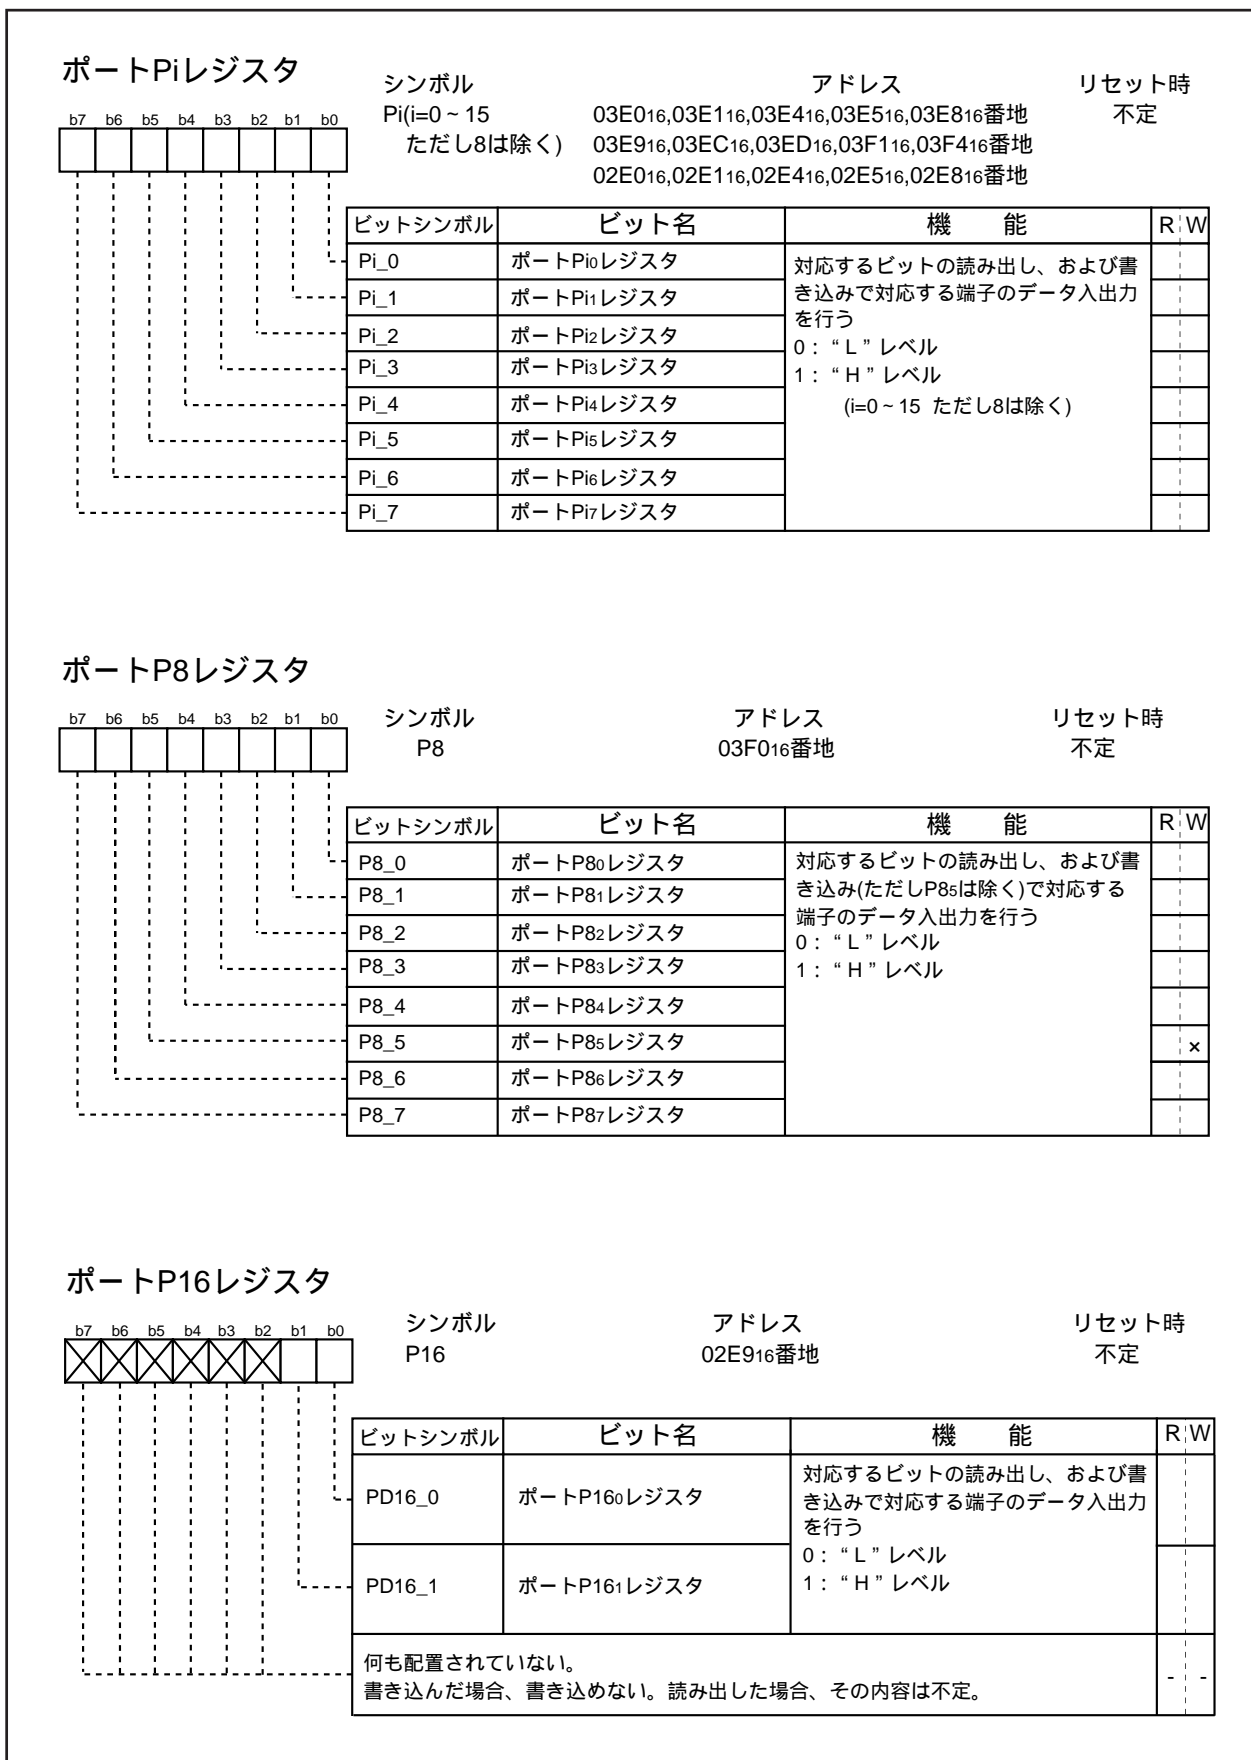 ポートPiレジスタ
b7 b6 b5 b4 b3 b2 b1 b0
シンボル アドレス リセット時
Pi(i=0~15 03E016,03E116,03E416,03E516,03E816番地 不定
ただし8は除く) 03E916,03EC16,03ED16,03F116,03F416番地
02E016,02E116,02E416,02E516,02E816番地
ビットシンボル ビット名 機 能 R W
Pi_0 ポートPi0レジスタ
Pi_1 ポートPi1レジスタ
Pi_2 ポートPi2レジスタ
Pi_3 ポートPi3レジスタ
Pi_4 ポートPi4レジスタ
Pi_5 ポートPi5レジスタ
Pi_6 ポートPi6レジスタ
Pi_7 ポートPi7レジスタ
対応するビットの読み出し、および書
き込みで対応する端子のデータ入出力
を行う
0:“L”レベル
1:“H”レベル
(i=0~15 ただし8は除く)
ポートP8レジスタ
b7 b6 b5 b4 b3 b2 b1 b0
シンボル アドレス リセット時
P8 03F016番地 不定
ビットシンボル ビット名 機 能 R W
P8_0 ポートP80レジスタ
P8_1 ポートP81レジスタ
P8_2 ポートP82レジスタ
P8_3 ポートP83レジスタ
P8_4 ポートP84レジスタ
P8_5 ポートP85レジスタ ×
P8_6 ポートP86レジスタ
P8_7 ポートP87レジスタ
対応するビットの読み出し、および書
き込み(ただしP85は除く)で対応する
端子のデータ入出力を行う
0:“L”レベル
1:“H”レベル
ポートP16レジスタ
b7 b6 b5 b4 b3 b2 b1 b0
シンボル アドレス リセット時
P16 02E916番地 不定
ビットシンボル ビット名 機 能 R W
PD16_0 ポートP160レジスタ
PD16_1 ポートP161レジスタ
対応するビットの読み出し、および書
き込みで対応する端子のデータ入出力
を行う
0:“L”レベル
1:“H”レベル
何も配置されていない。
書き込んだ場合、書き込めない。読み出した場合、その内容は不定。 - -